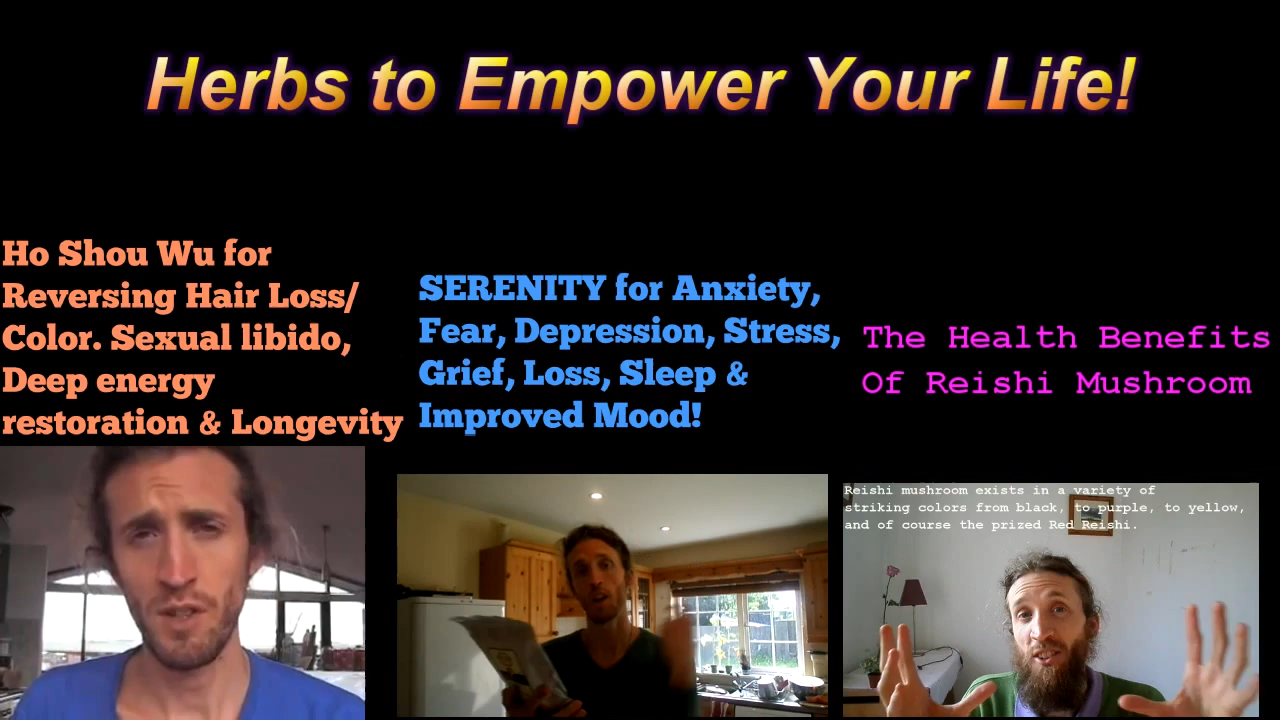 Herbs to Empower Your Life!
Ho Shou Wu for
Reversing Hair Loss/
Color. Sexual libido,
Deep energy
restoration & Longevity
SERENITY for Anxiety,
Fear, Depression, Stress,
Grief, Loss, Sleep &
Improved Mood!
The Health Benefits
Of Reishi Mushroom
Reishi mushroom exists in a variety of
striking colors from black, to purple, to yellow,
and of course the prized Red Reishi.